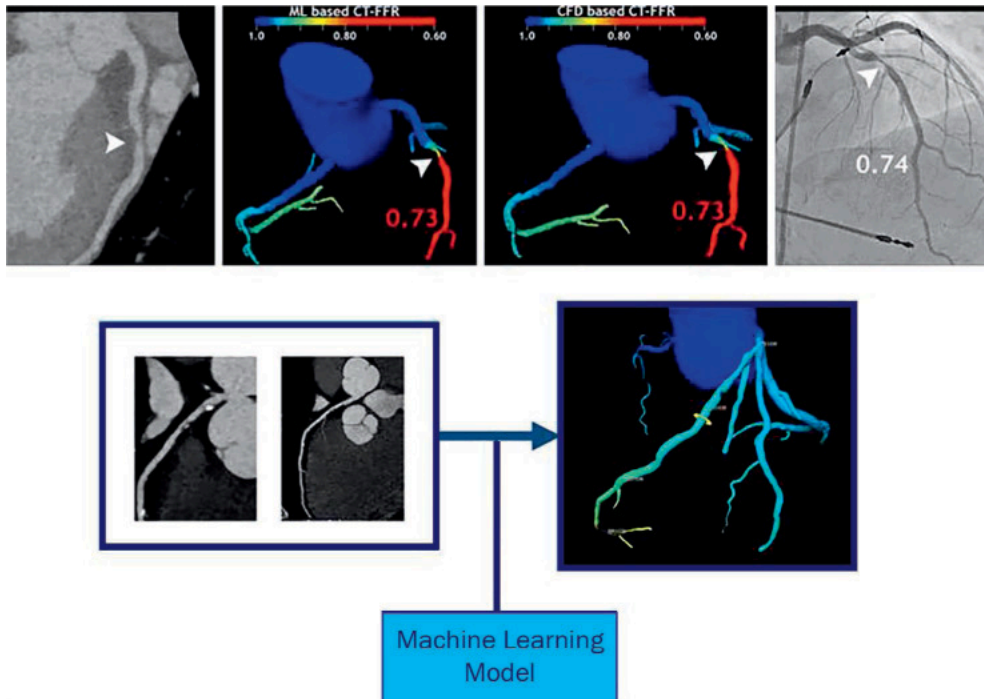 ML based CT-FFR
1.0 0.80 0.60
0.73
CFD based CT-FFR
1.0 0.80 0.60
0.73
0.74
Machine Learning
Model